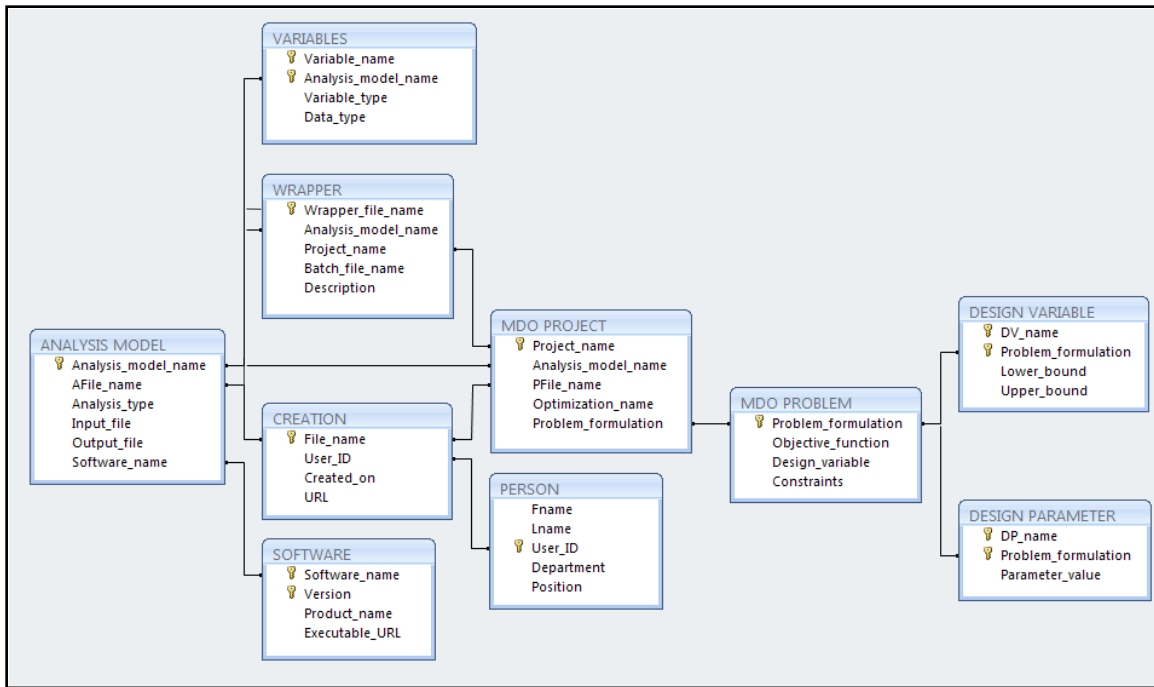 VARIABLES
Variable_name
Analysis_model_name
Variable_type
Data_type
WRAPPER
Wrapper_file_name
Analysis_model_name
Project_name
Batch_file_name
Description
ANALYSIS MODEL
Analysis_model_name
AFile_name
Analysis_type
Input_file
Output_file
Software_name
CREATION
File_name
User_ID
Created_on
URL
SOFTWARE
Software_name
Version
Product_name
Executable_URL
MDO PROJECT
Project_name
Analysis_model_name
PFile_name
Optimization_name
Problem_formulation
PERSON
Fname
Lname
User_ID
Department
Position
MDO PROBLEM
Problem_formulation
Objective_function
Design_variable
Constraints
DESIGN VARIABLE
DV_name
Problem_formulation
Lower_bound
Upper_bound
DESIGN PARAMETER
DP_name
Problem_formulation
Parameter_value